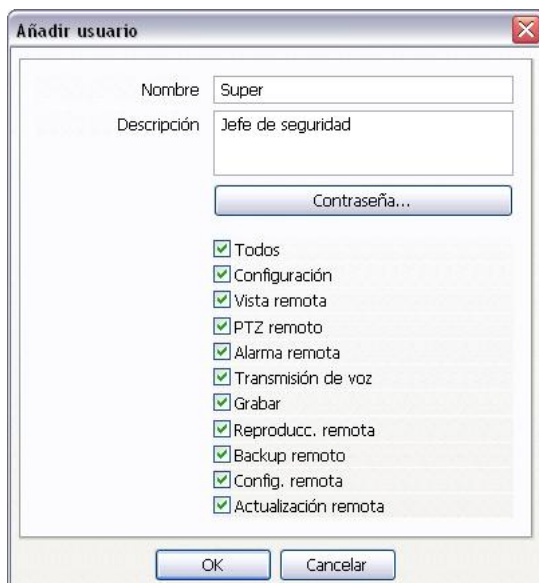 Añadir usuario
Nombre Super
Descripción Jefe de seguridad
Contraseña...
Todos
Configuración
Vista remota
PTZ remoto
Alarma remota
Transmisión de voz
Grabar
Reproducc. remota
Backup remoto
Config. remota
Actualización remota
OK Cancelar